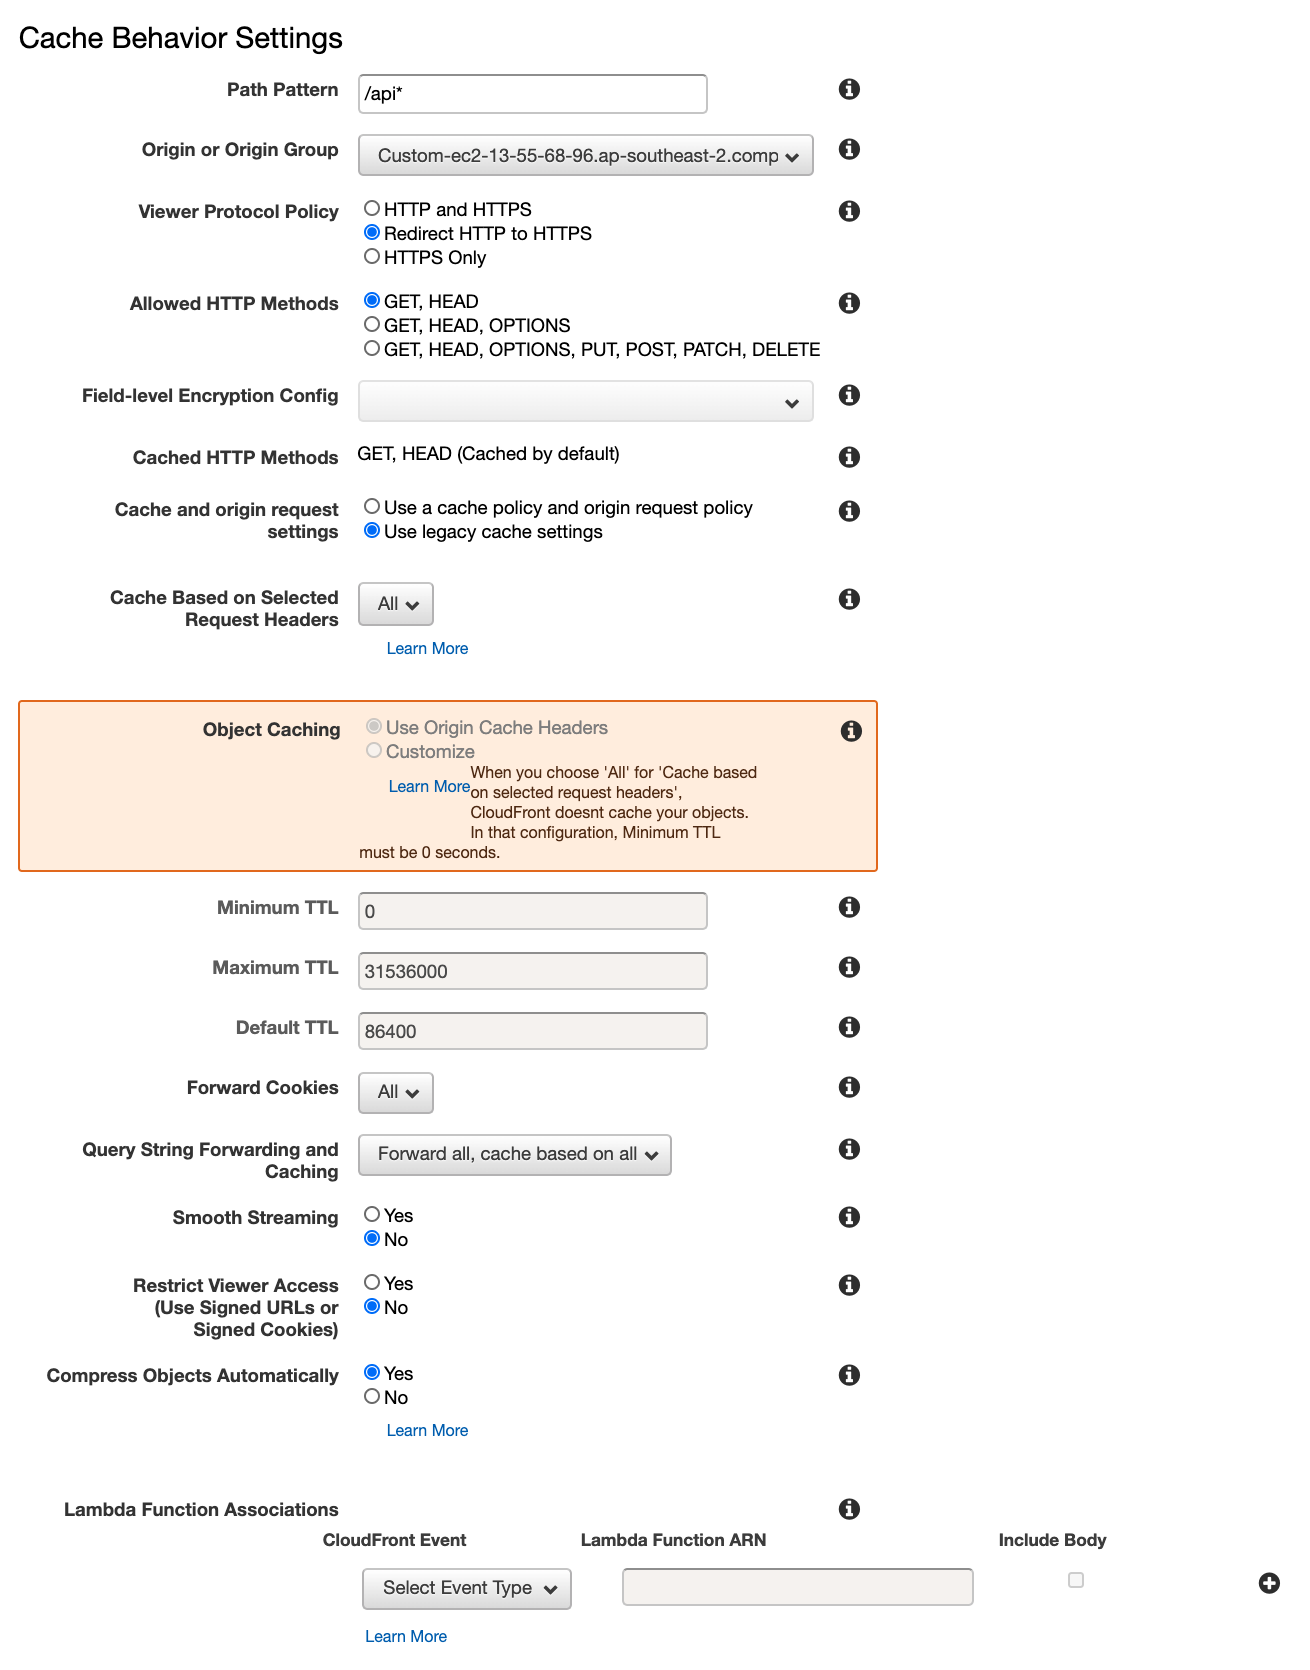 Cache Behavior Settings
Path Pattern
/api*
Origin or Origin Group
Custom-ec2-13-55-68-96.ap-southeast-2.comp
Viewer Protocol Policy
HTTP and HTTPS
Redirect HTTP to HTTPS
HTTPS Only
Allowed HTTP Methods
GET, HEAD
GET, HEAD, OPTIONS
GET, HEAD, OPTIONS, PUT, POST, PATCH, DELETE
Field-level Encryption Config
Cached HTTP Methods
GET, HEAD (Cached by default)
Cache and origin request
settings
Use a cache policy and origin request policy
Use legacy cache settings
Cache Based on Selected
Request Headers
All
Learn More
Object Caching
Use Origin Cache Headers
Customize
Learn More
When you choose 'All' for 'Cache based
on selected request headers',
CloudFront doesnt cache your objects.
In that configuration, Minimum TTL
must be 0 seconds.
Minimum TTL
0
Maximum TTL
31536000
Default TTL
86400
Forward Cookies
All
Query String Forwarding and
Caching
Forward all, cache based on all
Smooth Streaming
Yes
No
Restrict Viewer Access
(Use Signed URLs or
Signed Cookies)
Yes
No
Compress Objects Automatically
Yes
No
Learn More
Lambda Function Associations
CloudFront Event
Lambda Function ARN
Include Body
Select Event Type
Learn More